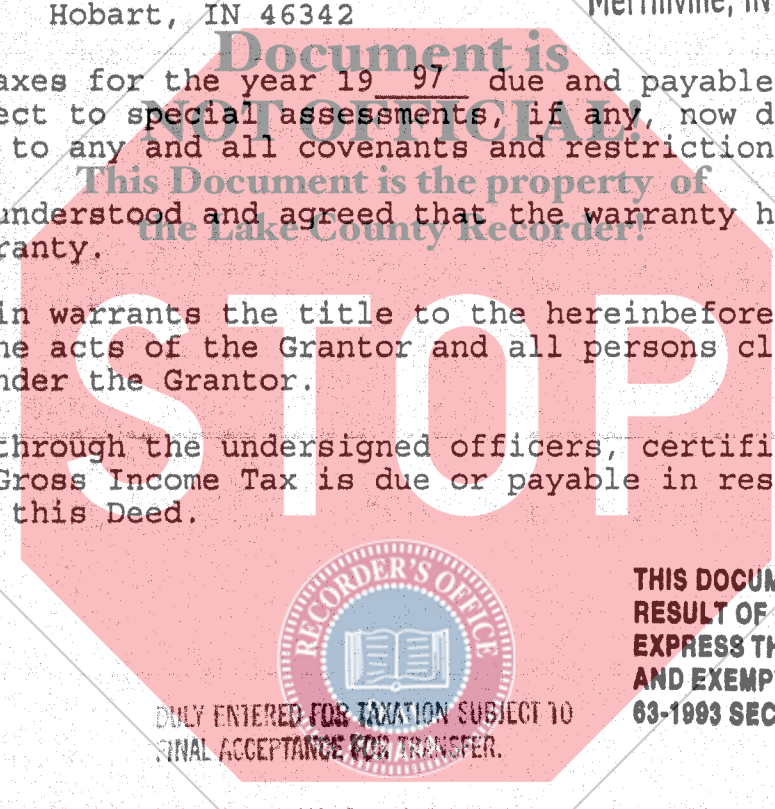 Hobart, IN 46342
Merrillville, IN
Document is
axes for the year 19 97 due and payable
NOT OFFICIAL!
ect to special assessments, if any, now d
to any and all covenants and restriction
This Document is the property of
understood and agreed that the warranty h
the Lake County Recorder!
ranty.
in warrants the title to the hereinbefore
he acts of the Grantor and all persons cl
nder the Grantor.
STOP
through the undersigned officers, certifi
Gross Income Tax is due or payable in res
this Deed.
RECORDER'S OFFICE
THIS DOCUM
RESULT OF
EXPRESS TH
AND EXEMP
63-1993 SEC
DULY ENTERED FOR TAXATION SUBJECT TO
FINAL ACCEPTANCE FOR TRANSFER.